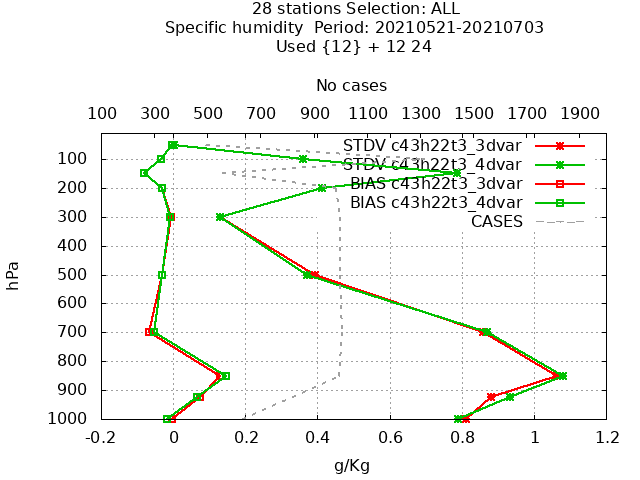 28 stations Selection: ALL
Specific humidity  Period: 20210521-20210703
Used {12} + 12 24
No cases
100 300 500 700 900 1100 1300 1500 1700 1900
STDV c43h22t3_3dvar
STDV c43h22t3_4dvar
BIAS c43h22t3_3dvar
BIAS c43h22t3_4dvar
CASES
hPa
100
200
300
400
500
600
700
800
900
1000
-0.2 0 0.2 0.4 0.6 0.8 1 1.2
g/Kg